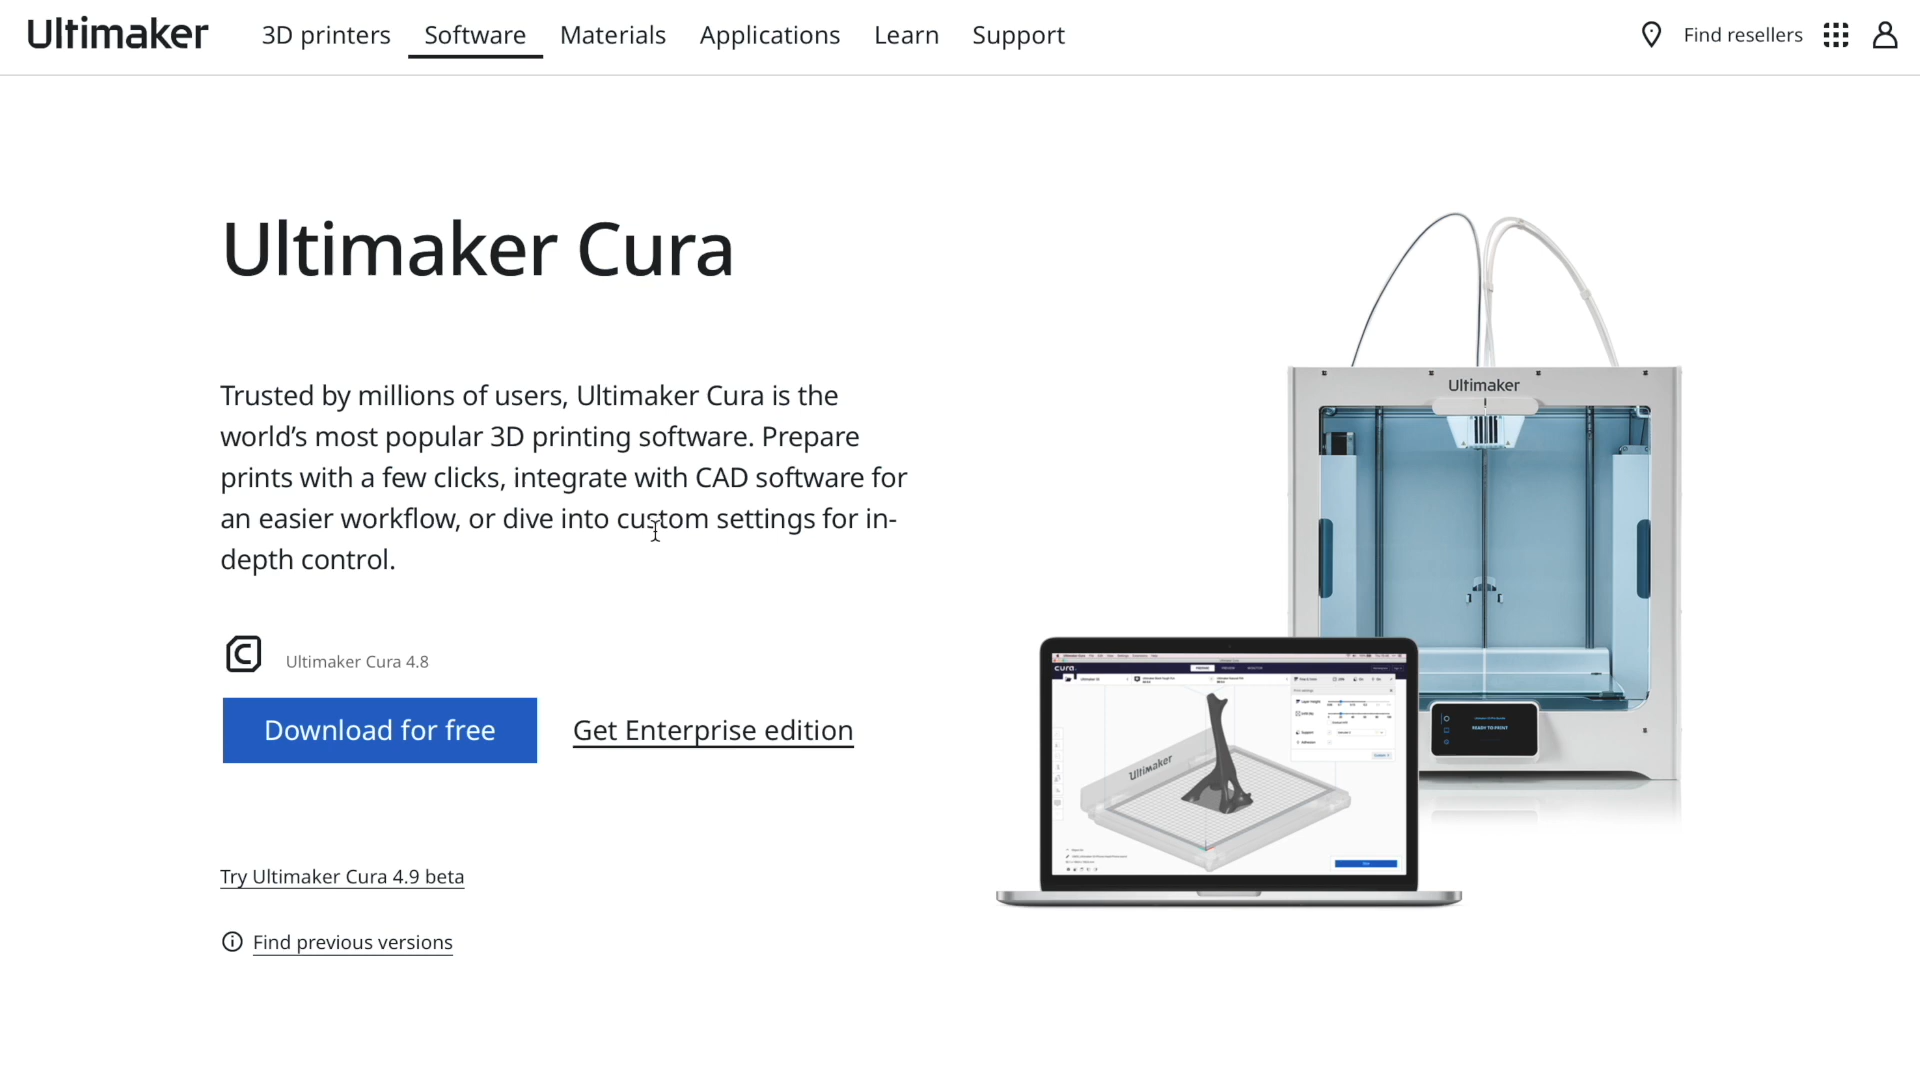 Ultimaker
3D printers
Software
Materials
Applications
Learn
Support
Find resellers
Ultimaker Cura
Trusted by millions of users, Ultimaker Cura is the
world's most popular 3D printing software. Prepare
prints with a few clicks, integrate with CAD software for
an easier workflow, or dive into custom settings for in-
depth control.
Ultimaker Cura 4.8
Download for free
Get Enterprise edition
Try Ultimaker Cura 4.9 beta
Find previous versions
Ultimaker
READY TO PRINT
cura.
Ultimaker